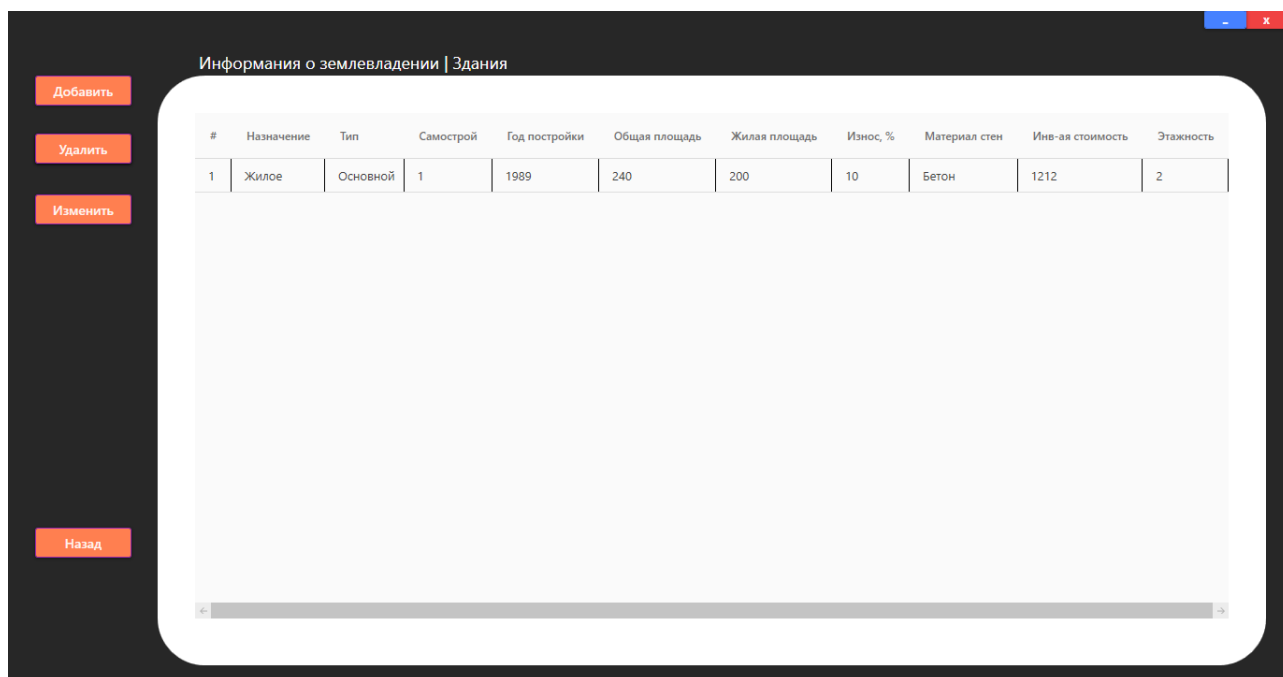 - x
Информания о землевладении | Здания
Добавить
Удалить
Изменить
Назад
# Назначение Тип Самострой Год постройки Общая площадь Жилая площадь Износ, % Материал стен Инв-ая стоимость Этажность
1 Жилое Основной 1 1989 240 200 10 Бетон 1212 2